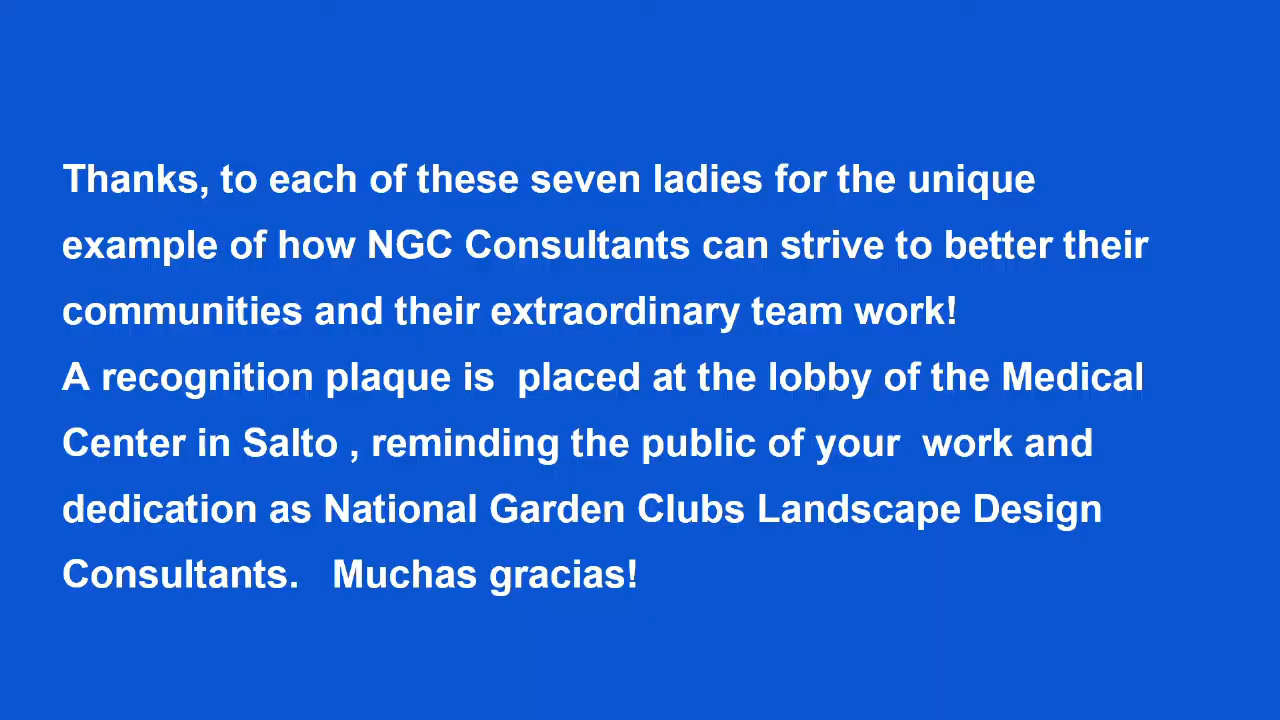 Thanks, to each of these seven ladies for the unique
example of how NGC Consultants can strive to better their
communities and their extraordinary team work!
A recognition plaque is  placed at the lobby of the Medical
Center in Salto , reminding the public of your  work and
dedication as National Garden Clubs Landscape Design
Consultants.   Muchas gracias!